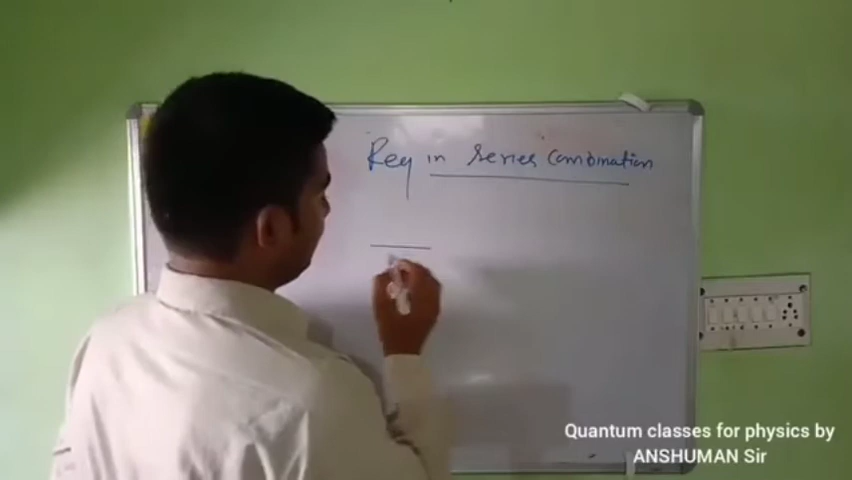 Req in series combination
Quantum classes for physics by
ANSHUMAN Sir